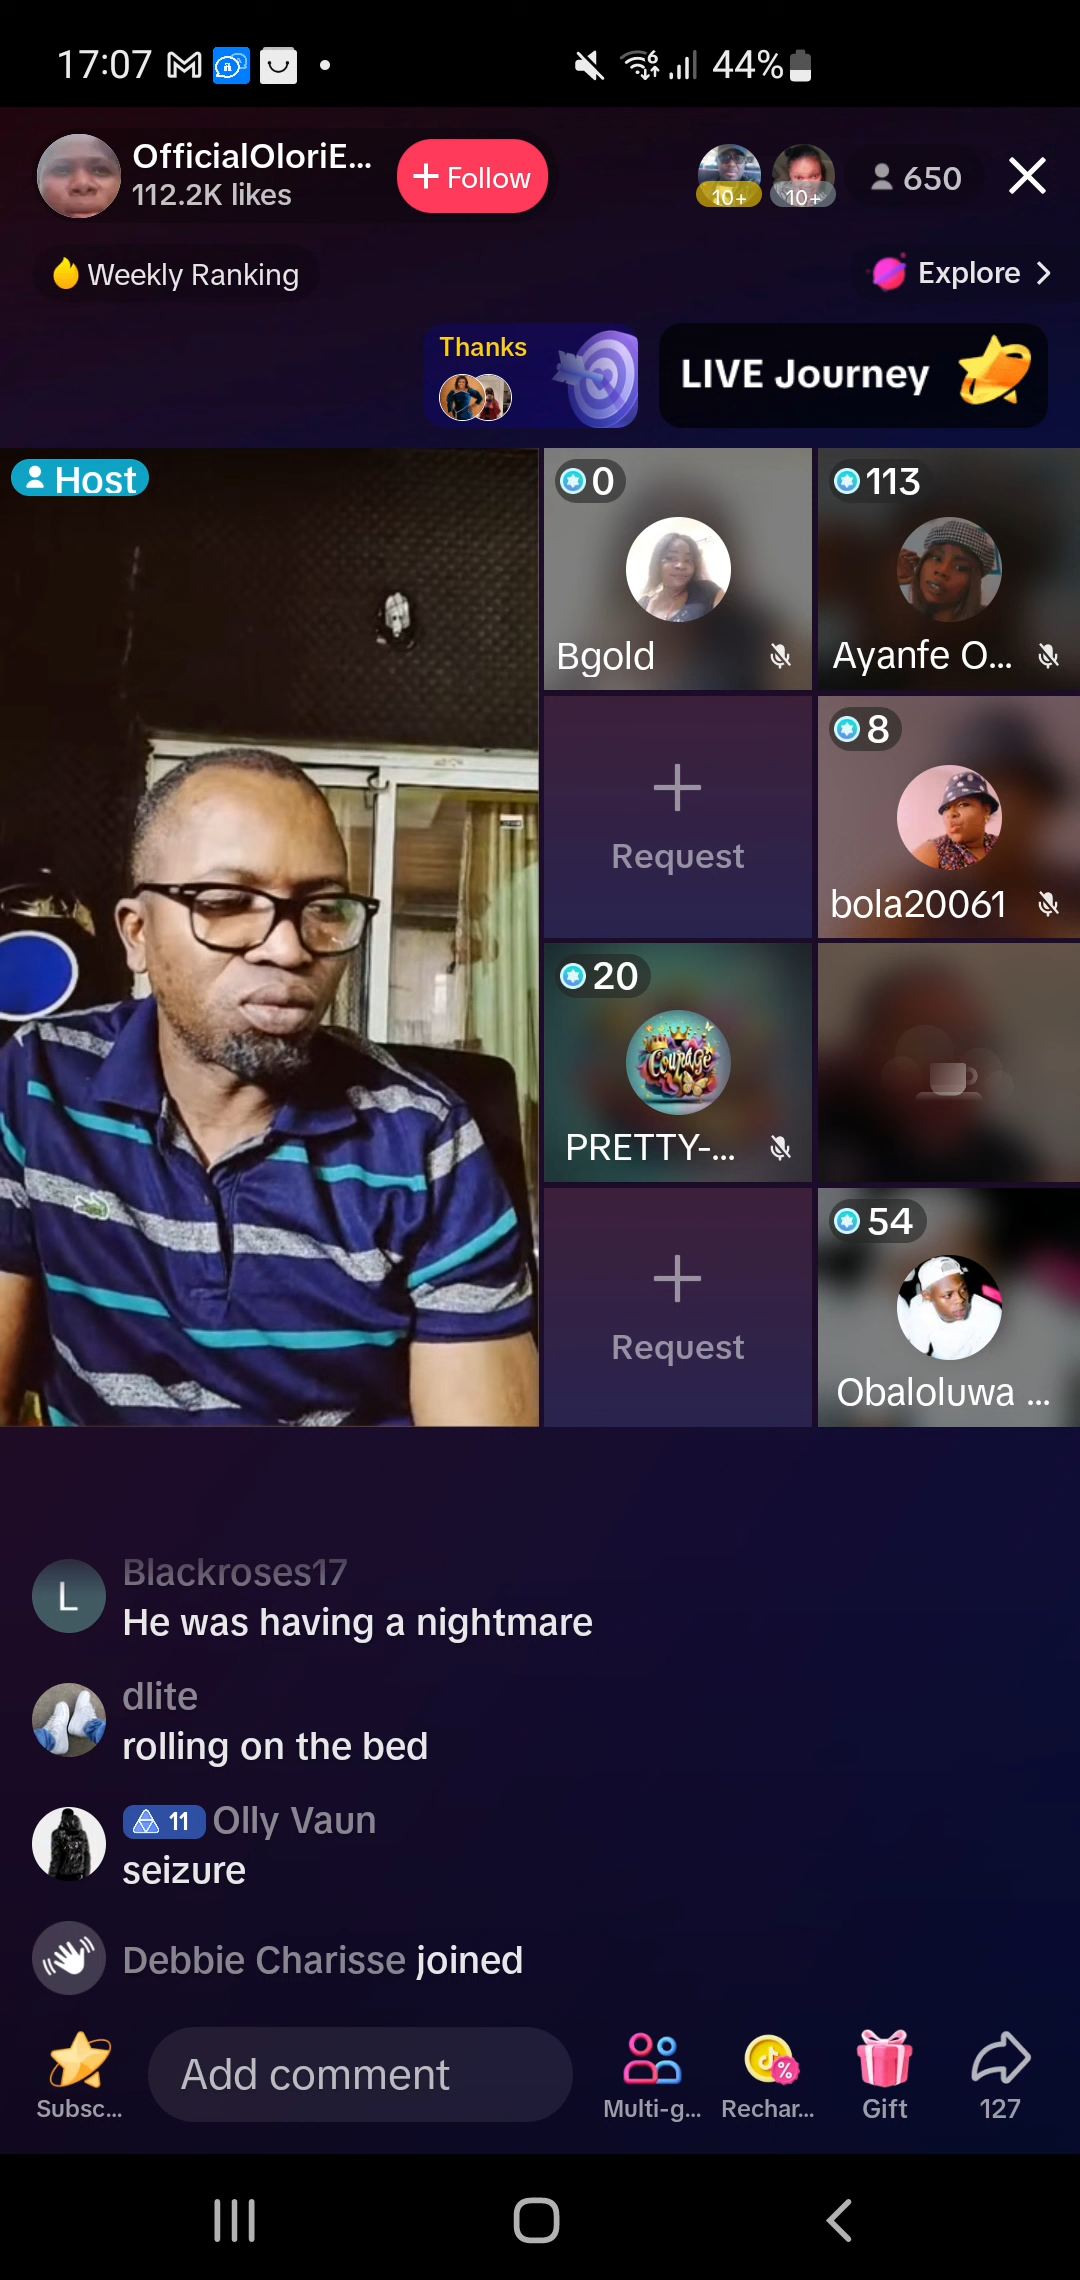 17:07
44%
OfficialOloriE...
112.2K likes
+ Follow
10+
10+
650
Weekly Ranking
Explore
Thanks
LIVE Journey
Host
0
Bgold
113
Ayanfe O...
Request
8
bola20061
20
Courage
PRETTY-...
Request
54
Obaloluwa ...
L
Blackroses17
He was having a nightmare
dlite
rolling on the bed
11 Olly Vaun
seizure
Debbie Charisse joined
Add comment
Subsc...
Multi-g...
Rechar...
Gift
127